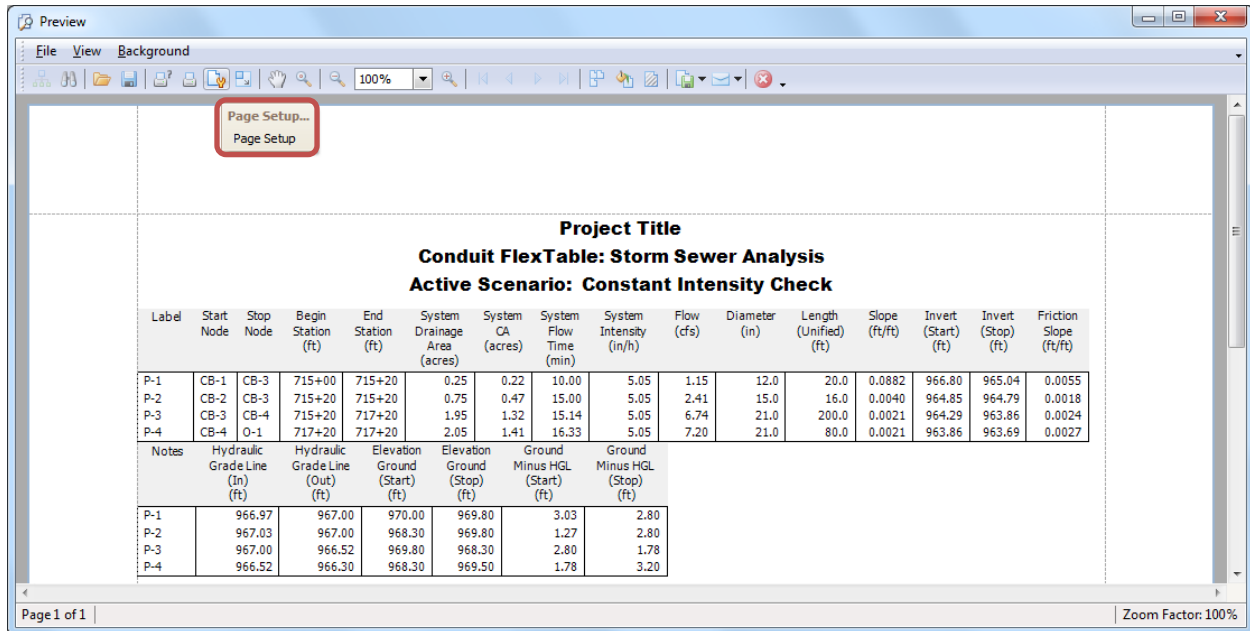 Preview
File View Background
100%
Page Setup...
Page Setup
Project Title
Conduit FlexTable: Storm Sewer Analysis
Active Scenario: Constant Intensity Check
Label Start Node Stop Node Begin Station (ft) End Station (ft) System Drainage Area (acres) System CA (acres) System Flow Time (min) System Intensity (in/h) Flow (cfs) Diameter (in) Length (Unified) (ft) Slope (ft/ft) Invert (Start) (ft) Invert (Stop) (ft) Friction Slope (ft/ft)
P-1 CB-1 CB-3 715+00 715+20 0.25 0.22 10.00 5.05 1.15 12.0 20.0 0.0882 966.80 965.04 0.0055
P-2 CB-2 CB-3 715+20 715+20 0.75 0.47 15.00 5.05 2.41 15.0 16.0 0.0040 964.85 964.79 0.0018
P-3 CB-3 CB-4 715+20 717+20 1.95 1.32 15.14 5.05 6.74 21.0 200.0 0.0021 964.29 963.86 0.0024
P-4 CB-4 O-1 717+20 717+20 2.05 1.41 16.33 5.05 7.20 21.0 80.0 0.0021 963.86 963.69 0.0027
Notes Hydraulic Grade Line (In) (ft) Hydraulic Grade Line (Out) (ft) Elevation Ground (Start) (ft) Elevation Ground (Stop) (ft) Ground Minus HGL (Start) (ft) Ground Minus HGL (Stop) (ft)
P-1 966.97 967.00 970.00 969.80 3.03 2.80
P-2 967.03 967.00 968.30 969.80 1.27 2.80
P-3 967.00 966.52 969.80 968.30 2.80 1.78
P-4 966.52 966.30 968.30 969.50 1.78 3.20
Page 1 of 1
Zoom Factor: 100%